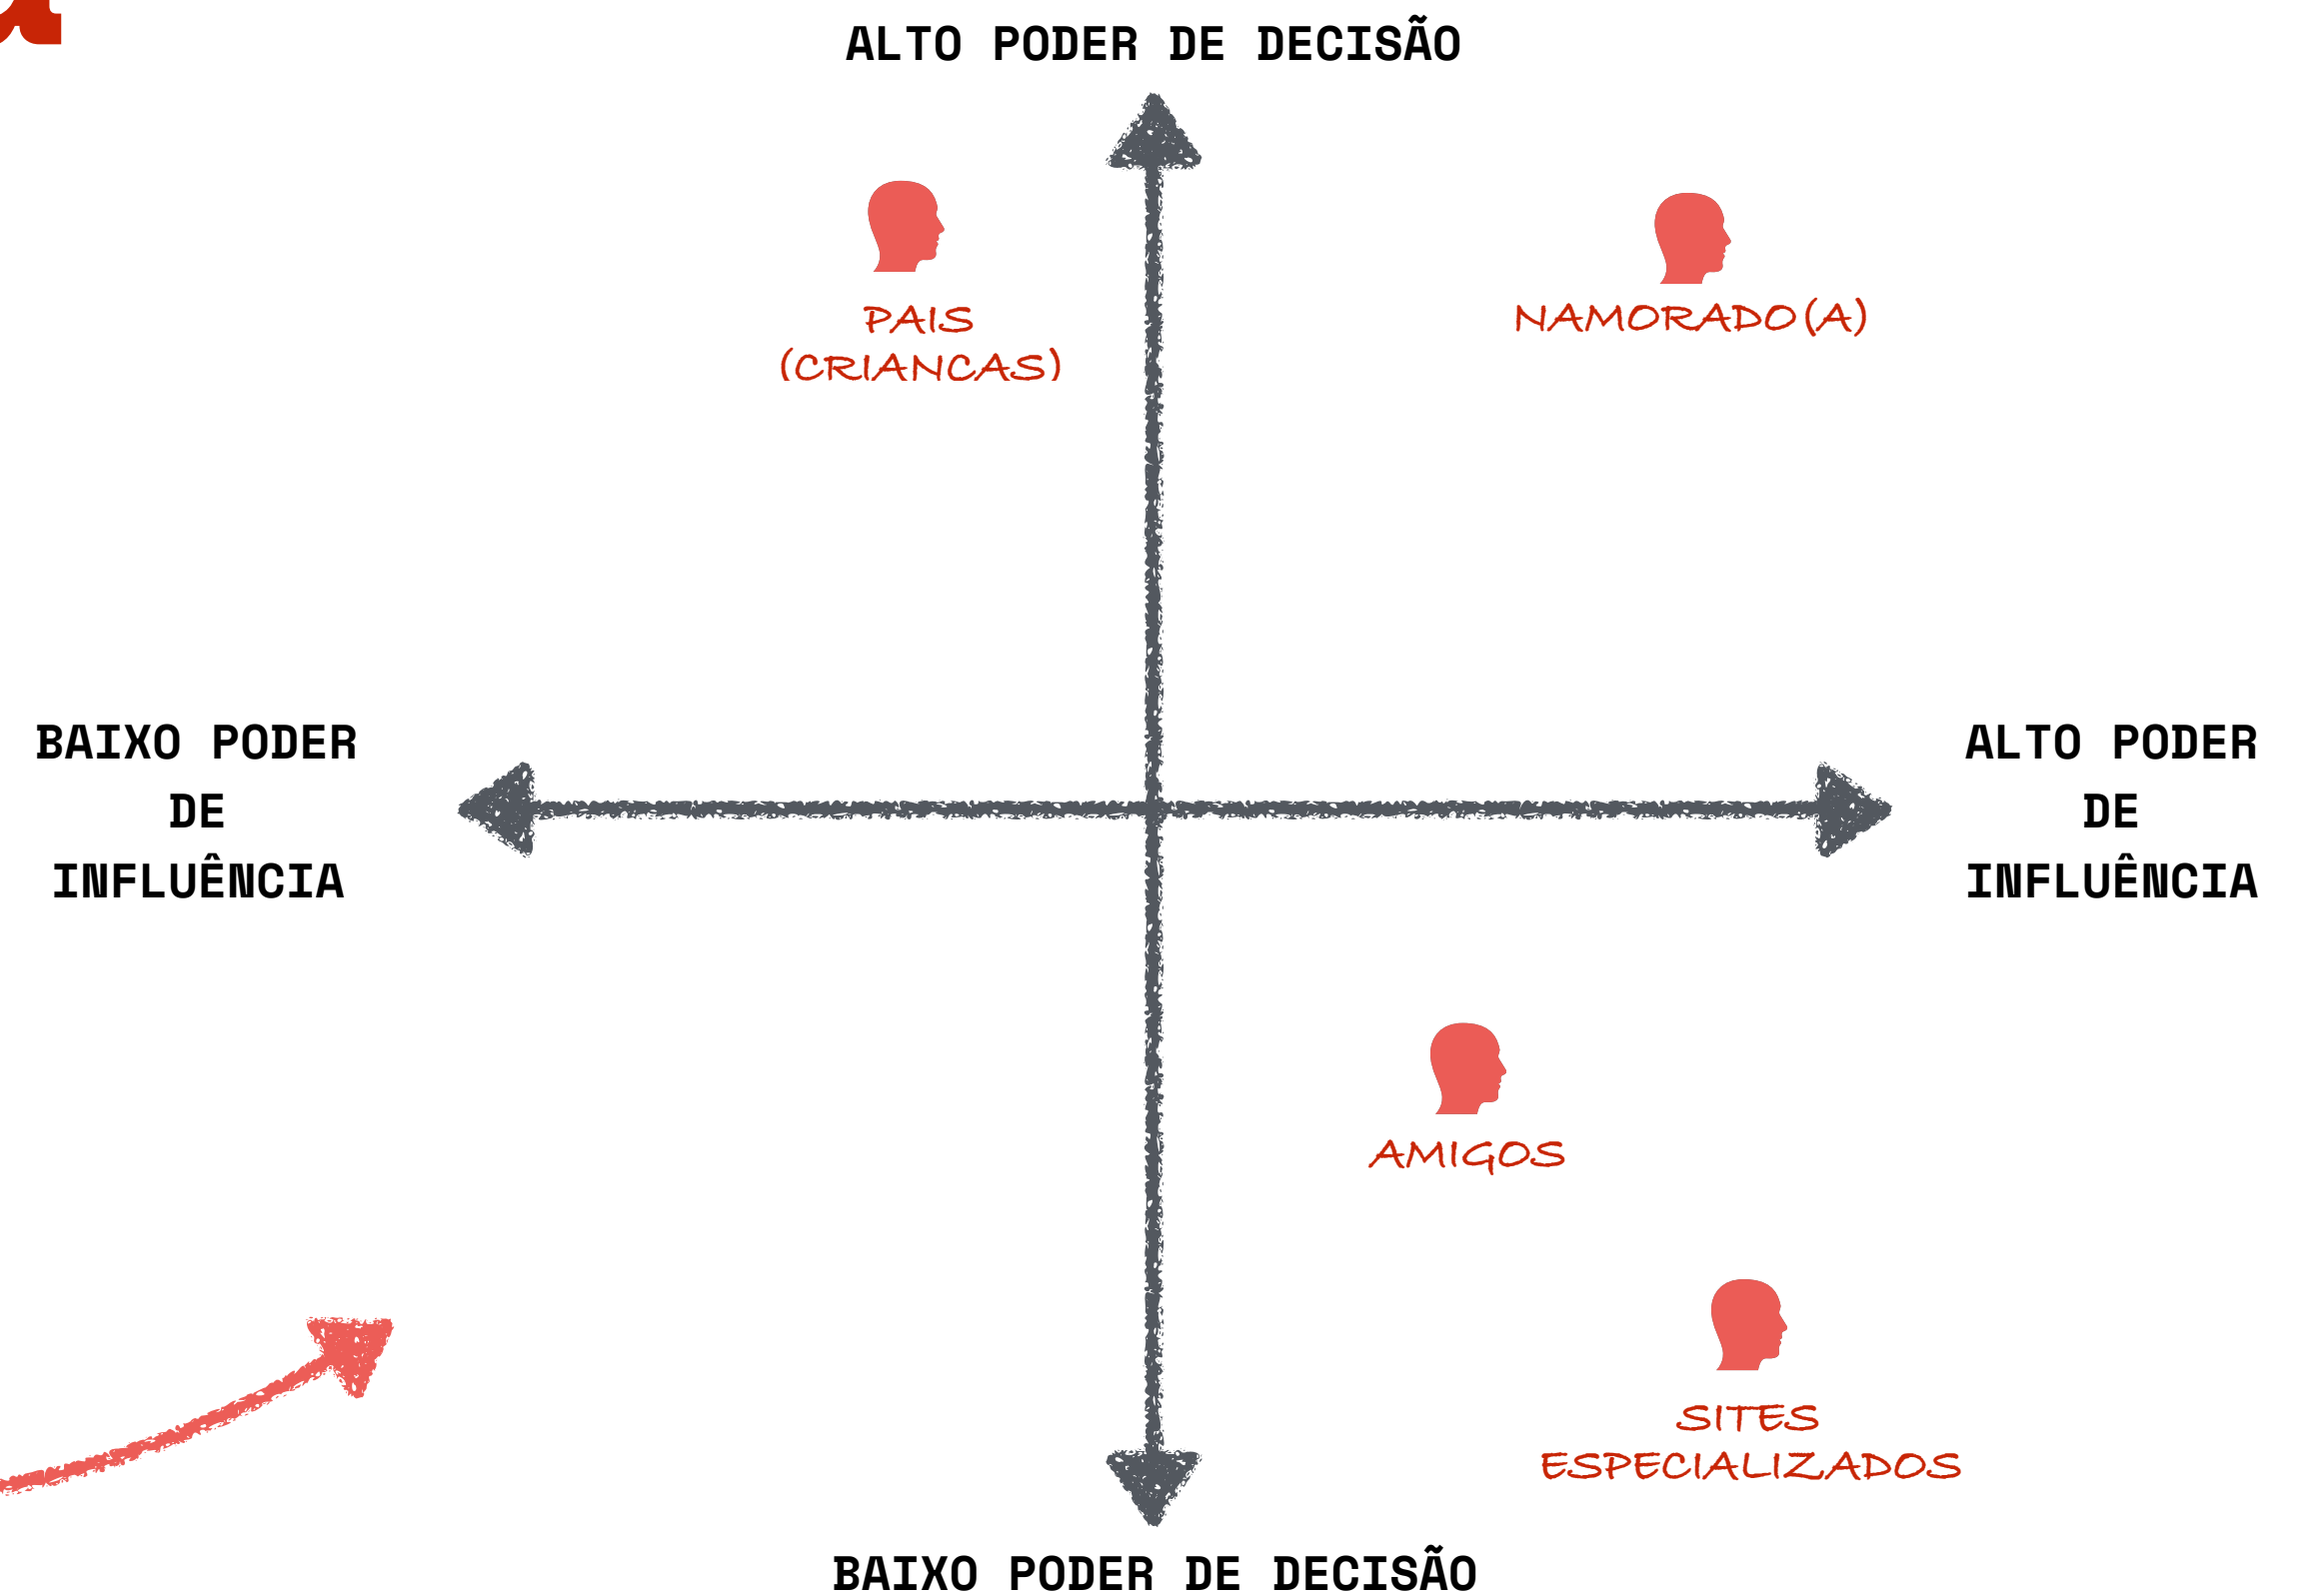 ALTO PODER DE DECISÃO
PAIS
(CRIANCAS)
NAMORADO(A)
BAIXO PODER
DE
INFLUÊNCIA
ALTO PODER
DE
INFLUÊNCIA
AMIGOS
SITES
ESPECIALIZADOS
BAIXO PODER DE DECISÃO